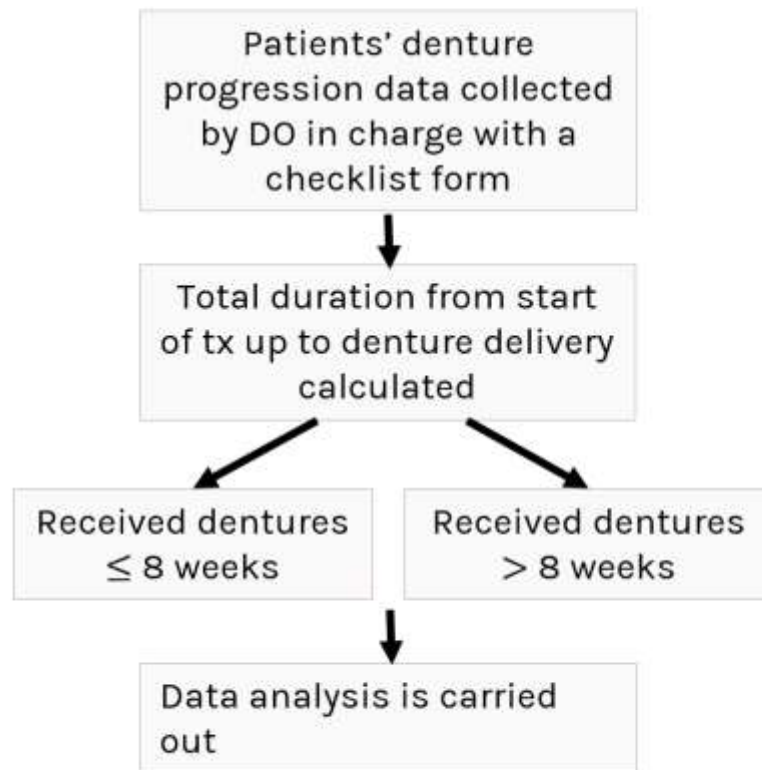 Patients’ denture
progression data collected
by DO in charge with a
checklist form
Total duration from start
of tx up to denture delivery
calculated
Received dentures
≤ 8 weeks
Received dentures
> 8 weeks
Data analysis is carried
out